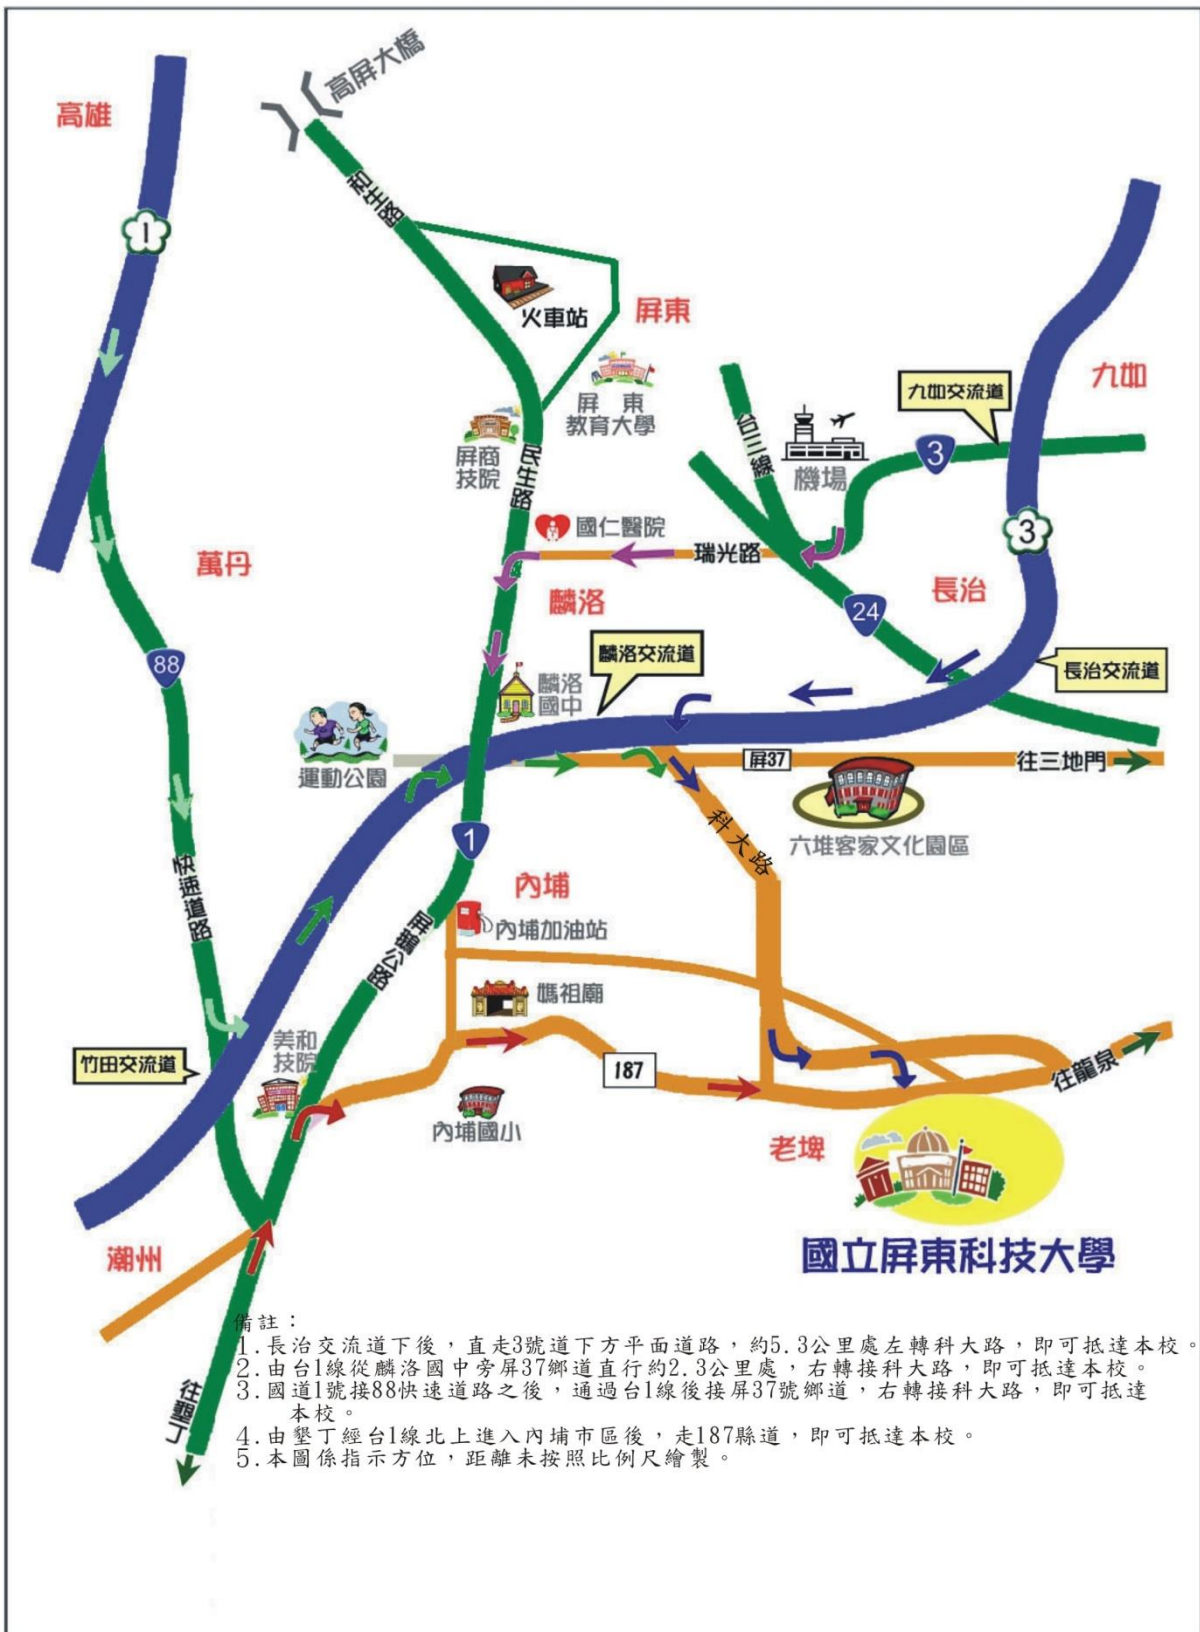 高屏大橋
高雄
1
和生路
火車站
屏東
屏東
教育大學
九如
九如交流道
台三線
機場
3
屏商
技院
民生路
國仁醫院
瑞光路
3
萬丹
麟洛
24
長治
88
麟洛交流道
長治交流道
麟洛
國中
運動公園
屏37
往三地門
科大路
六堆客家文化園區
1
快速道路
內埔
內埔加油站
屏鵝公路
媽祖廟
美和
技院
竹田交流道
187
往龍泉
內埔國小
老埤
國立屏東科技大學
潮州
往墾丁
備註：
1.長治交流道下後，直走3號道下方平面道路，約5.3公里處左轉科大路，即可抵達本校。
2.由台1線從麟洛國中旁屏37鄉道直行約2.3公里處，右轉接科大路，即可抵達本校。
3.國道1號接88快速道路之後，通過台1線後接屏37號鄉道，右轉接科大路，即可抵達
本校。
4.由墾丁經台1線北上進入內埔市區後，走187縣道，即可抵達本校。
5.本圖係指示方位，距離未按照比例尺繪製。